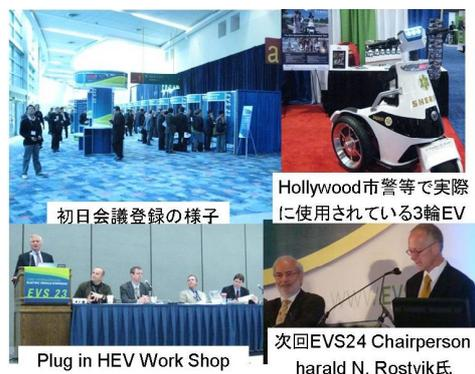 初日会議登録の様子
SHERI
Hollywood市警等で実際
に使用されている3輪EV
EVS 23
Plug in HEV Work Shop
次回EVS24 Chairperson
harald N. Rostvik氏